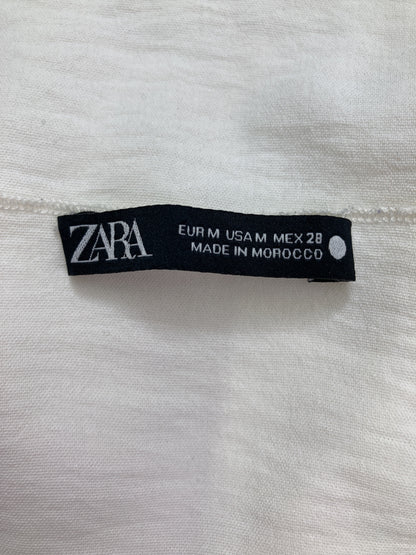 ZARA
EUR M USA M MEX 28
MADE IN MOROCCO